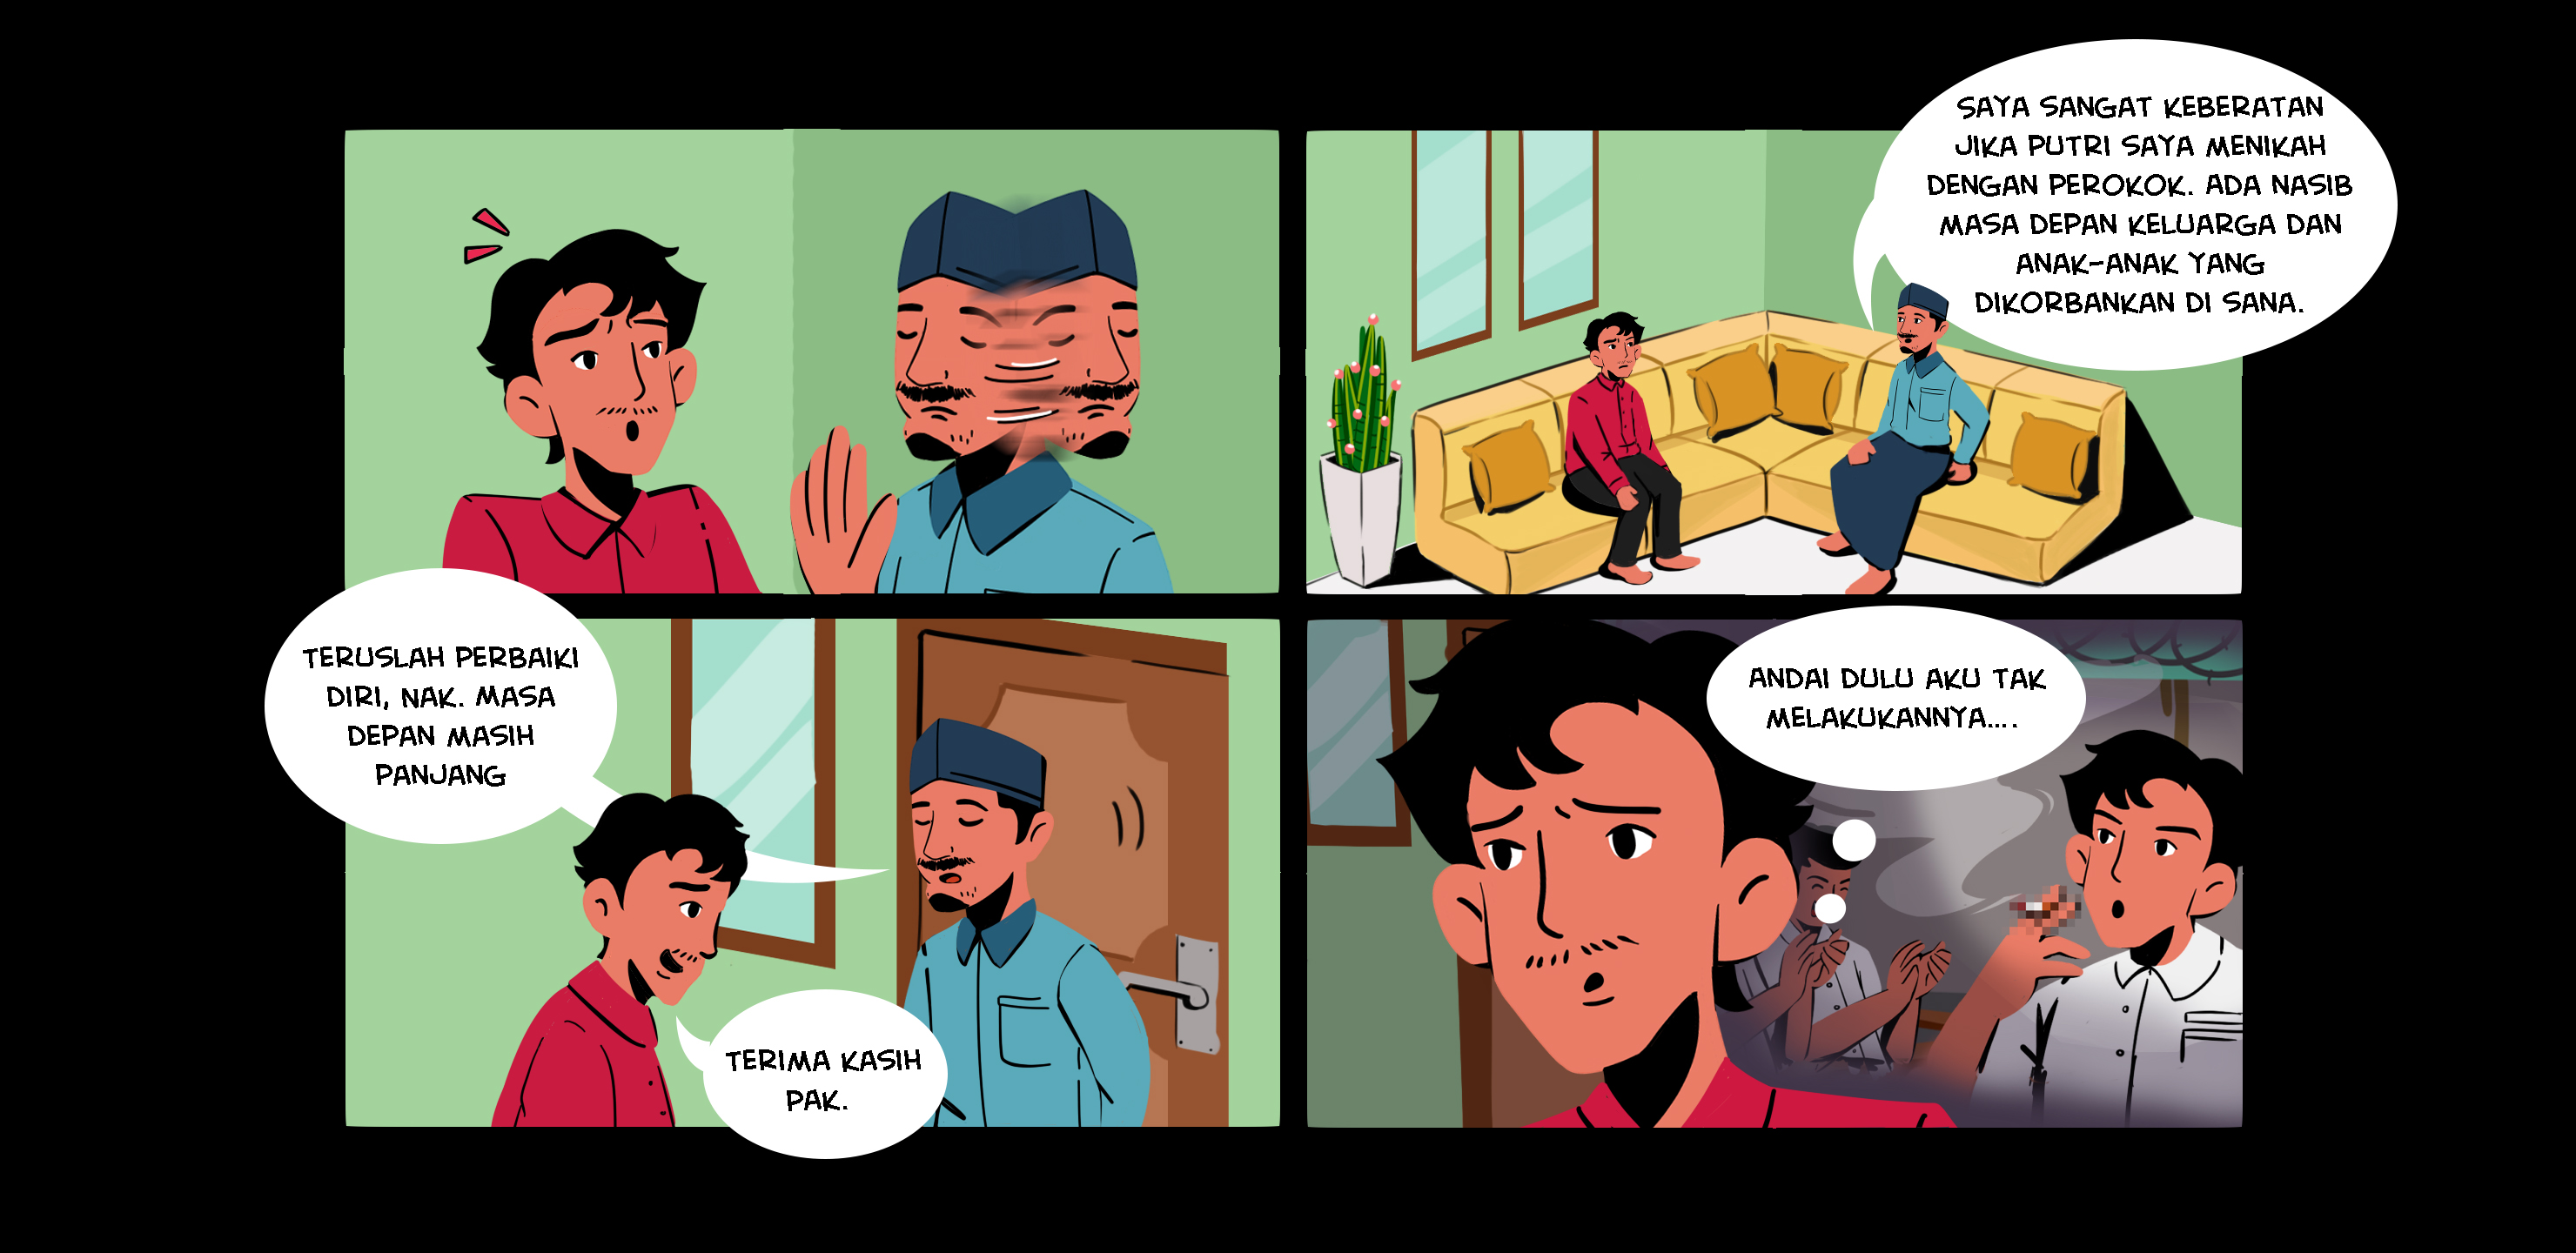 SAYA SANGAT KEBERATAN
JIKA PUTRI SAYA MENIKAH
DENGAN PEROKOK. ADA NASIB
MASA DEPAN KELUARGA DAN
ANAK-ANAK YANG
DIKORBANKAN DI SANA.
TERUSLAH PERBAIKI
DIRI, NAK. MASA
DEPAN MASIH
PANJANG
TERIMA KASIH
PAK.
ANDAI DULU AKU TAK
MELAKUKANNYA....